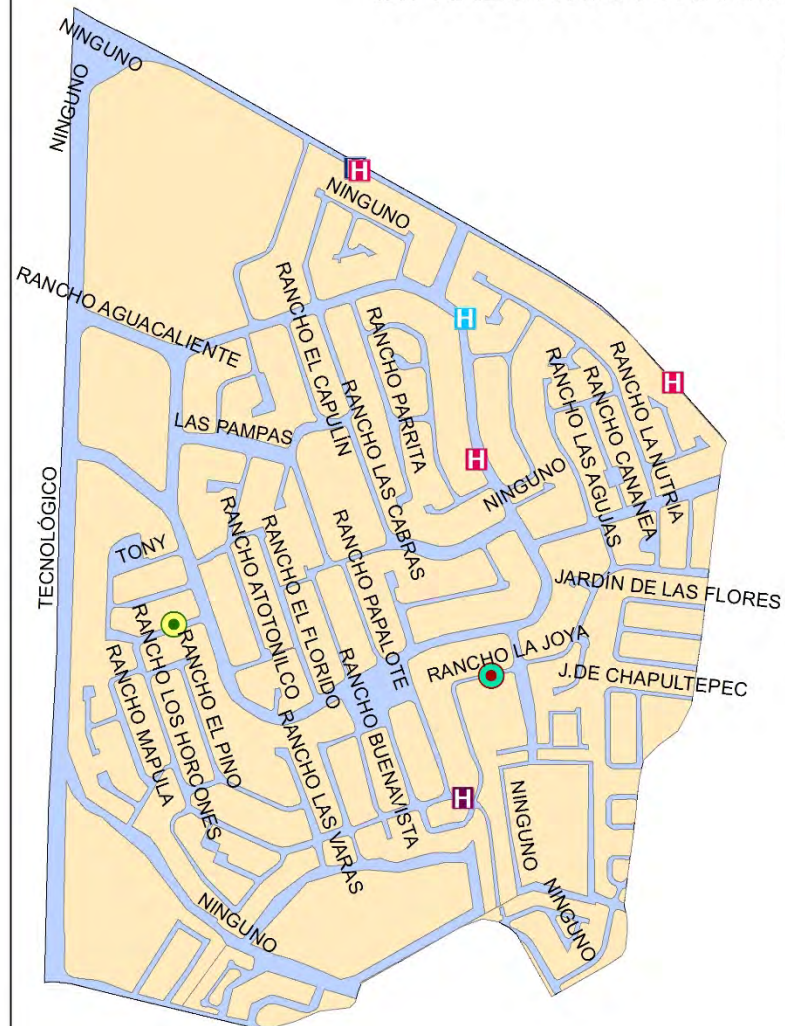 NINGUNO
NINGUNO
H
NINGUNO
RANCHO AGUACALIENTE
RANCHO EL CAPULÍN
H
RANCHO PARRITA
RANCHO LAS CABRAS
H
RANCHO LA NUTRIA
RANCHO CANANEA
RANCHO LAS AGUJAS
LAS PAMPAS
H
NINGUNO
TECNOLÓGICO
TONY
RANCHO ATOTONILCO
RANCHO EL FLORIDO
RANCHO PAPALOTE
JARDÍN DE LAS FLORES
RANCHO LA JOYA
J.DE CHAPULTEPEC
RANCHO EL PINO
RANCHO LOS HORCONES
RANCHO MAPULA
RANCHO BUENAVISTA
RANCHO LAS VARAS
H
NINGUNO
NINGUNO
NINGUNO